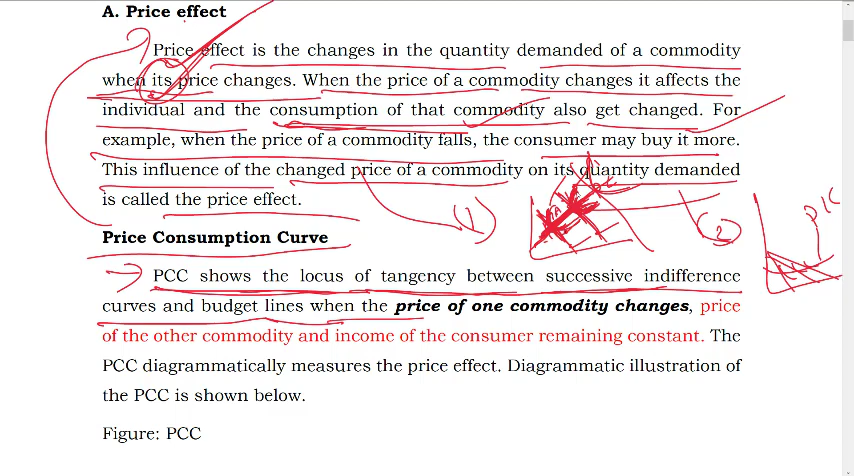 A. Price effect
Price effect is the changes in the quantity demanded of a commodity
when its price changes. When the price of a commodity changes it affects the
individual and the consumption of that commodity also get changed. For
example, when the price of a commodity falls, the consumer may buy it more.
This influence of the changed price of a commodity on its quantity demanded
is called the price effect.
(1)
(2)
Price Consumption Curve
PCC shows the locus of tangency between successive indifference
curves and budget lines when the price of one commodity changes, price
of the other commodity and income of the consumer remaining constant. The
PCC diagrammatically measures the price effect. Diagrammatic illustration of
the PCC is shown below.
Figure: PCC